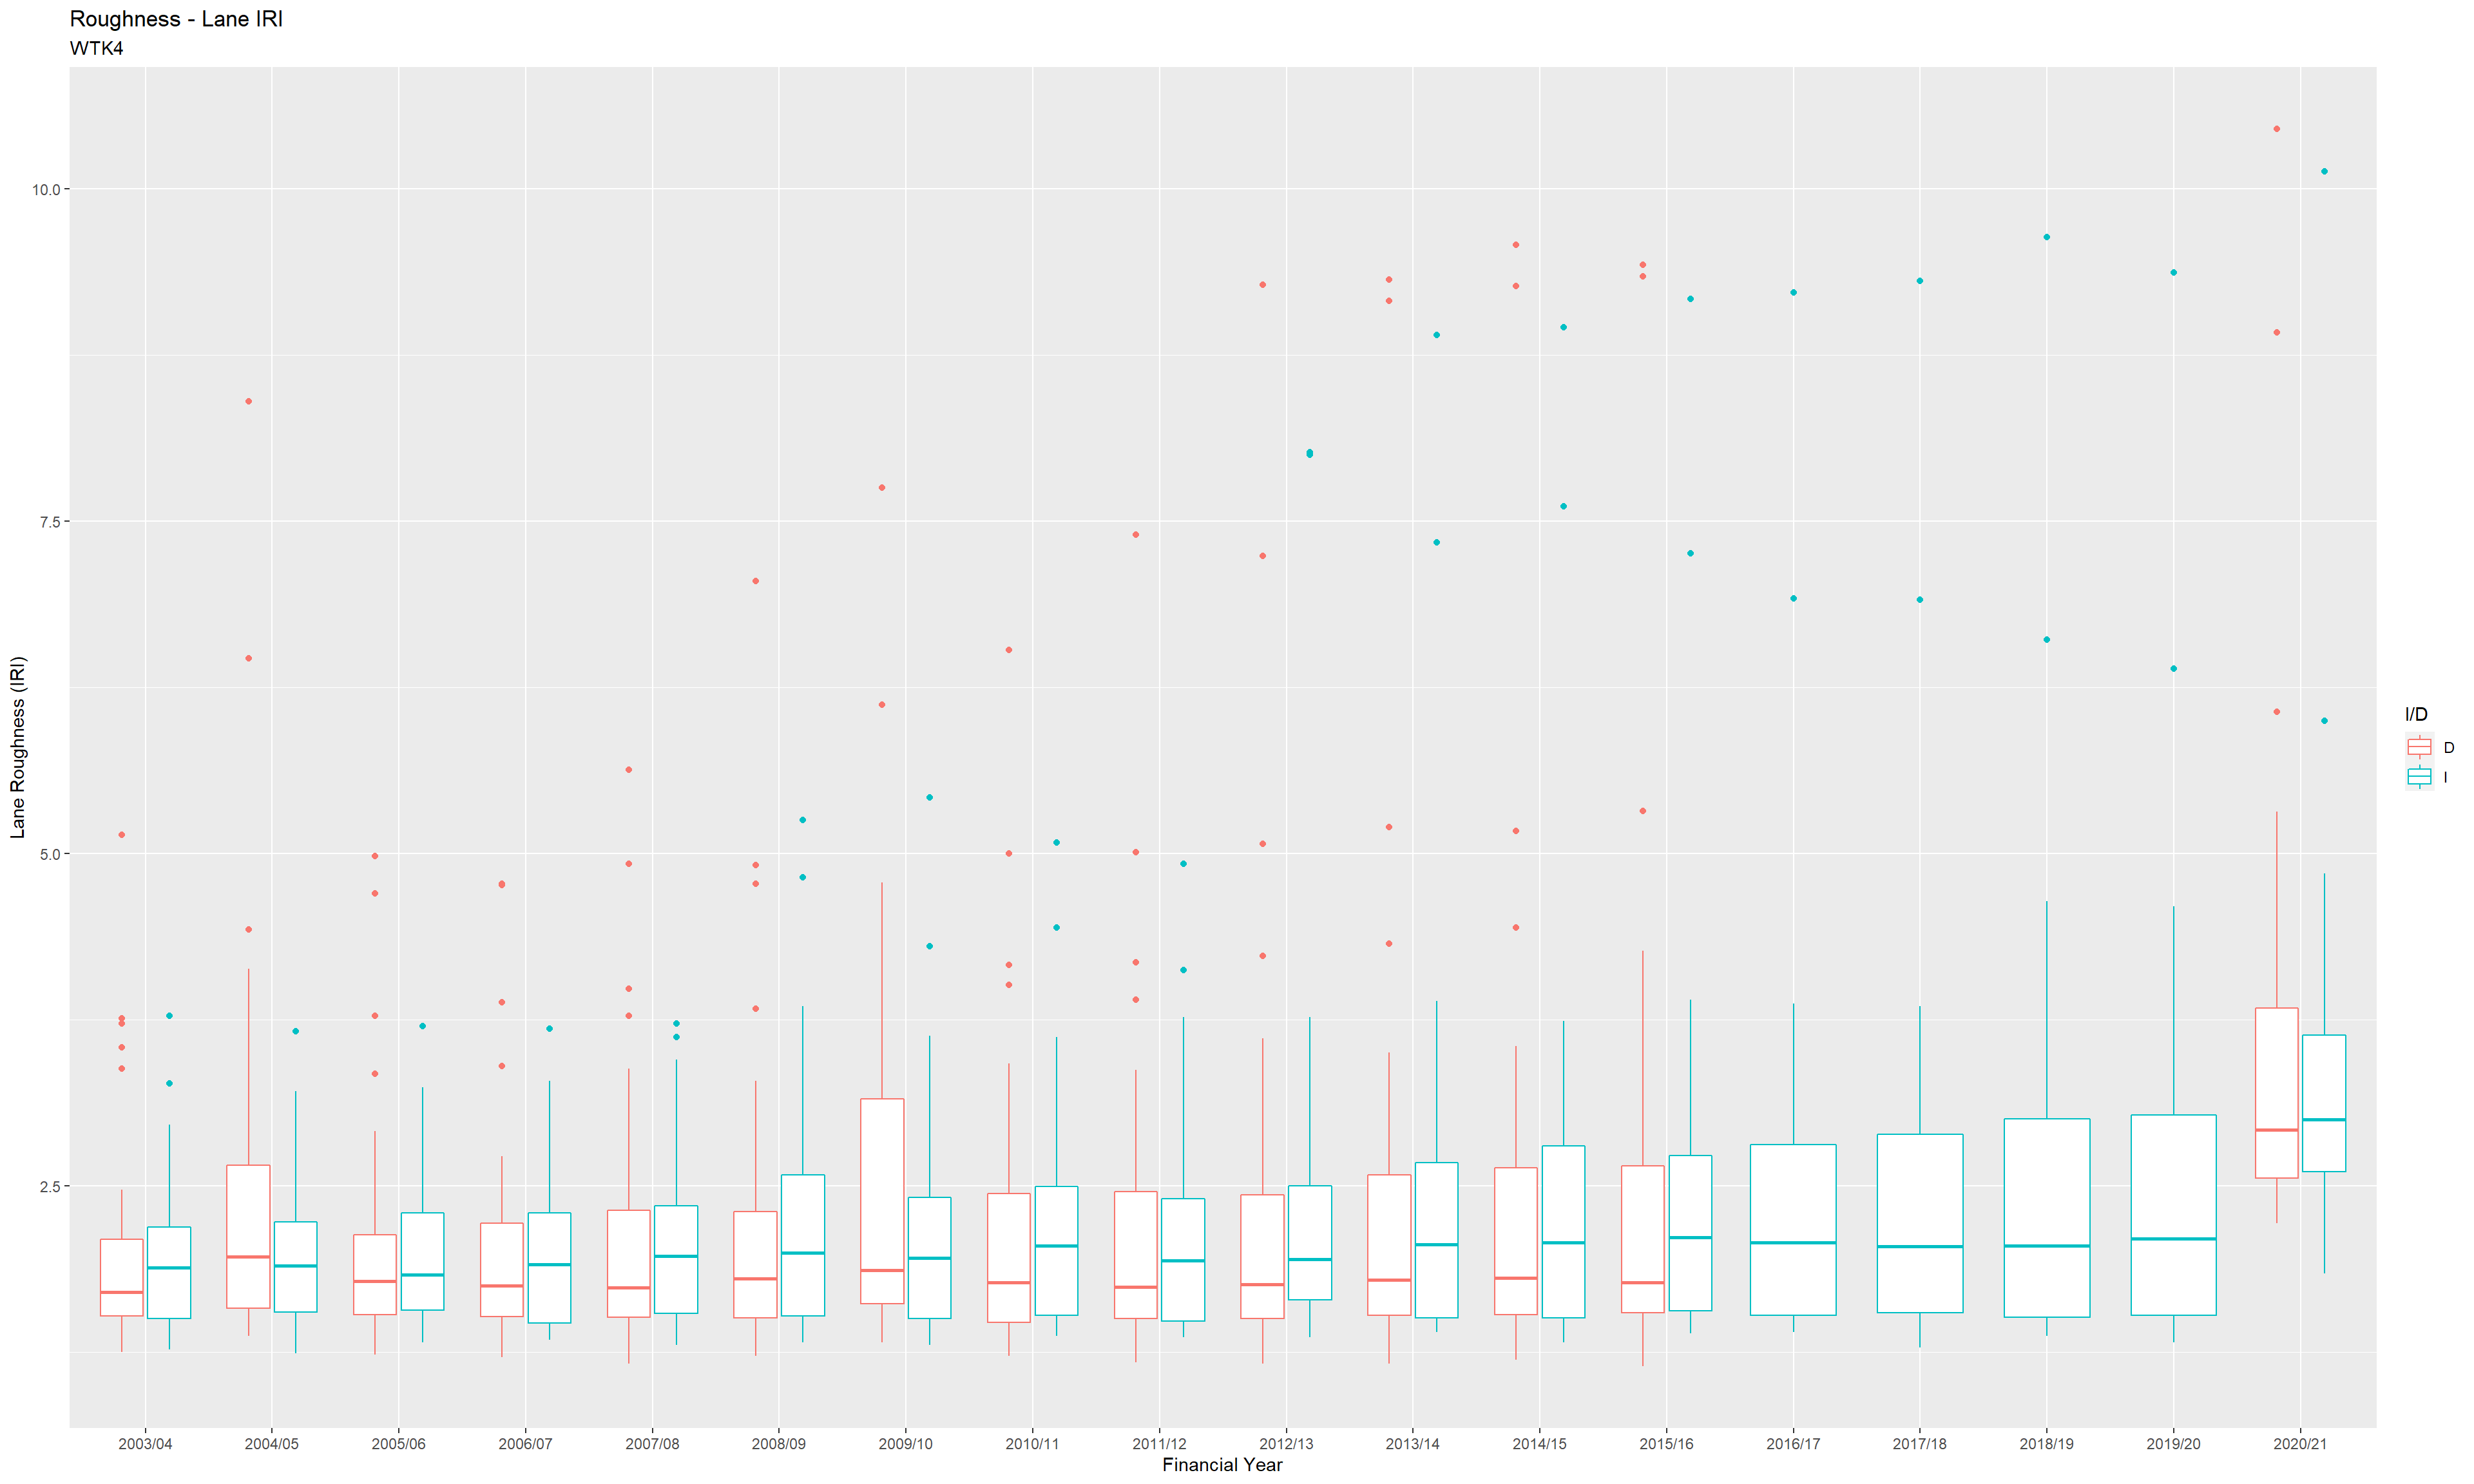 Roughness - Lane IRI
WTK4
Lane Roughness (IRI)
10.0
7.5
5.0
2.5
2003/04 2004/05 2005/06 2006/07 2007/08 2008/09 2009/10 2010/11 2011/12 2012/13 2013/14 2014/15 2015/16 2016/17 2017/18 2018/19 2019/20 2020/21
Financial Year
I/D
D
I